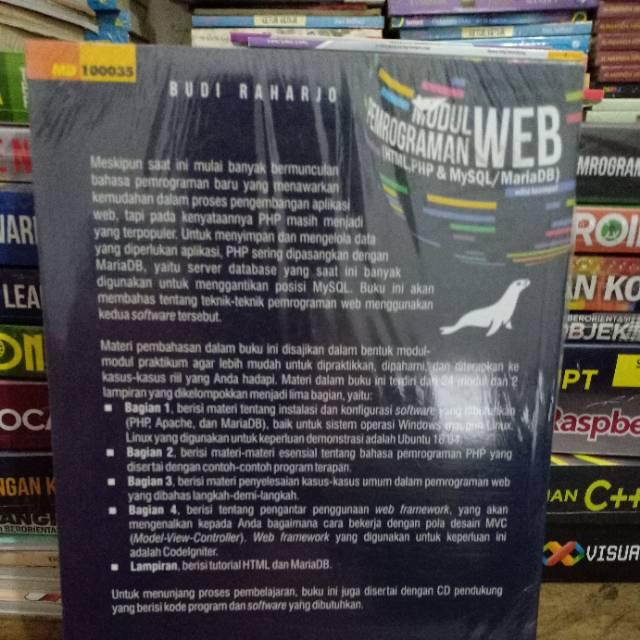 MD 100035
BUDI RAHARJO
MODUL
PEMROGRAMAN WEB
(HTML, PHP & MySQL/MariaDB)
Meskipun saat ini mulai banyak bermunculan
bahasa pemrograman baru yang menawarkan
kemudahan dalam proses pengembangan aplikasi
web, tapi pada kenyataannya PHP masih menjadi
yang terpopuler. Untuk menyimpan dan mengelola data
yang diperlukan aplikasi, PHP sering dipasangkan dengan
MariaDB, yaitu server database yang saat ini banyak
digunakan untuk menggantikan posisi MySQL. Buku ini akan
membahas tentang teknik-teknik pemrograman web menggunakan
kedua software tersebut.
Materi pembahasan dalam buku ini disajikan dalam bentuk modul-
modul praktikum agar lebih mudah untuk dipraktikkan, dipahami, dan diterapkan ke
kasus-kasus riil yang Anda hadapi. Materi dalam buku ini terdiri dari 24 modul dan 2
lampiran yang dikelompokkan menjadi lima bagian, yaitu:
Bagian 1, berisi materi tentang instalasi dan konfigurasi software yang dibutuhkan
(PHP, Apache, dan MariaDB), baik untuk sistem operasi Windows maupun Linux.
Linux yang digunakan untuk keperluan demonstrasi adalah Ubuntu 16.04.
Bagian 2, berisi materi-materi esensial tentang bahasa pemrograman PHP yang
disertai dengan contoh-contoh program terapan.
Bagian 3, berisi materi penyelesaian kasus-kasus umum dalam pemrograman web
yang dibahas langkah-demi-langkah.
Bagian 4, berisi tentang pengantar penggunaan web framework, yang akan
mengenalkan kepada Anda bagaimana cara bekerja dengan pola desain MVC
(Model-View-Controller). Web framework yang digunakan untuk keperluan ini
adalah CodeIgniter.
Lampiran, berisi tutorial HTML dan MariaDB.
Untuk menunjang proses pembelajaran, buku ini juga disertai dengan CD pendukung
yang berisi kode program dan software yang dibutuhkan.
MROGRAM
ROI
AN KO
BERORIENTASI
OBJEK
PT
Raspbe
AN C++
VISUA
JARI
LEA
OCA
NGAN K